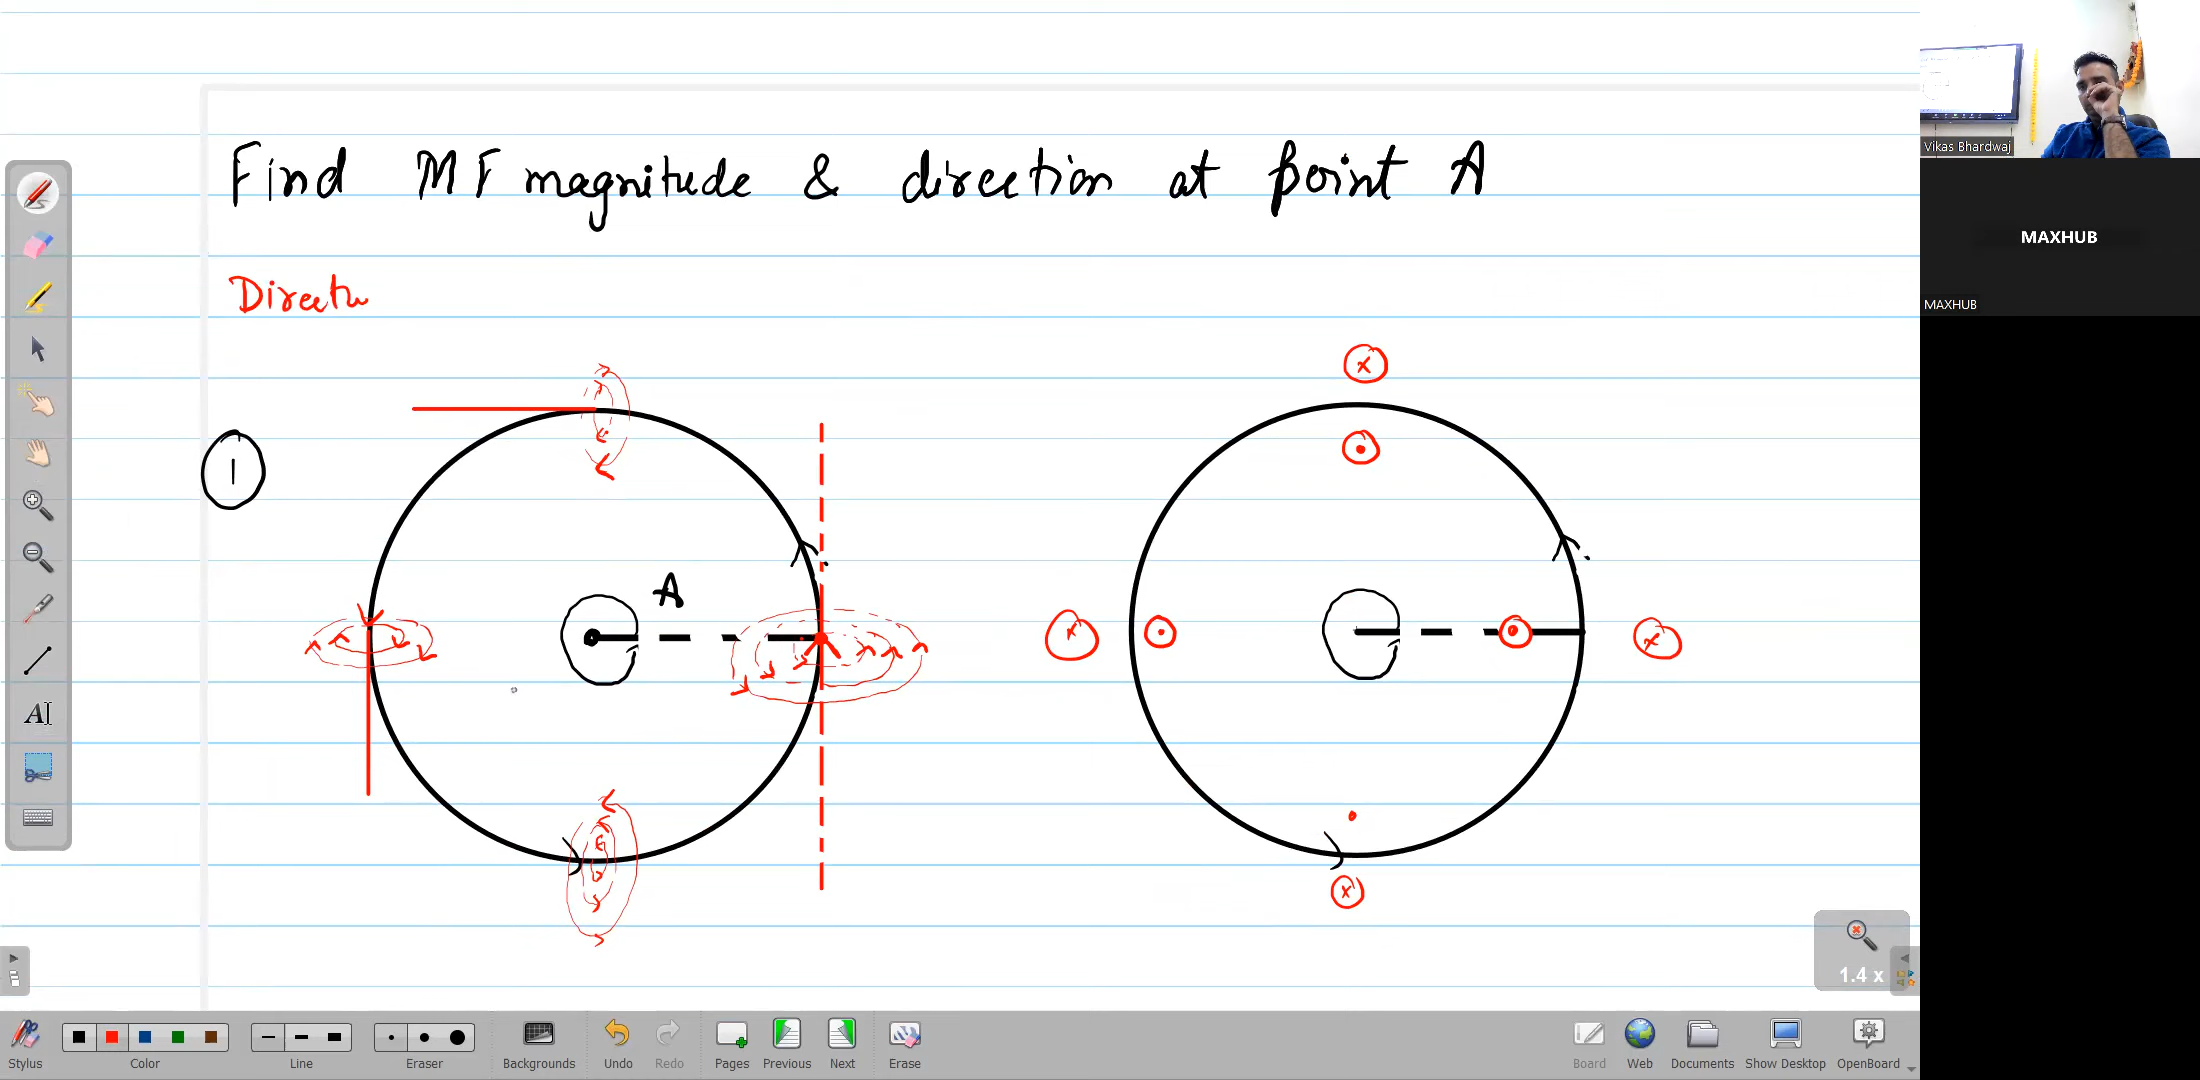 Find MF magnitude & direction at point A
Directn
1
A
Vikas Bhardwaj
MAXHUB
MAXHUB
1.4 x
Stylus
Color
Line
Eraser
Backgrounds
Undo
Redo
Pages
Previous
Next
Erase
Board
Web
Documents
Show Desktop
OpenBoard